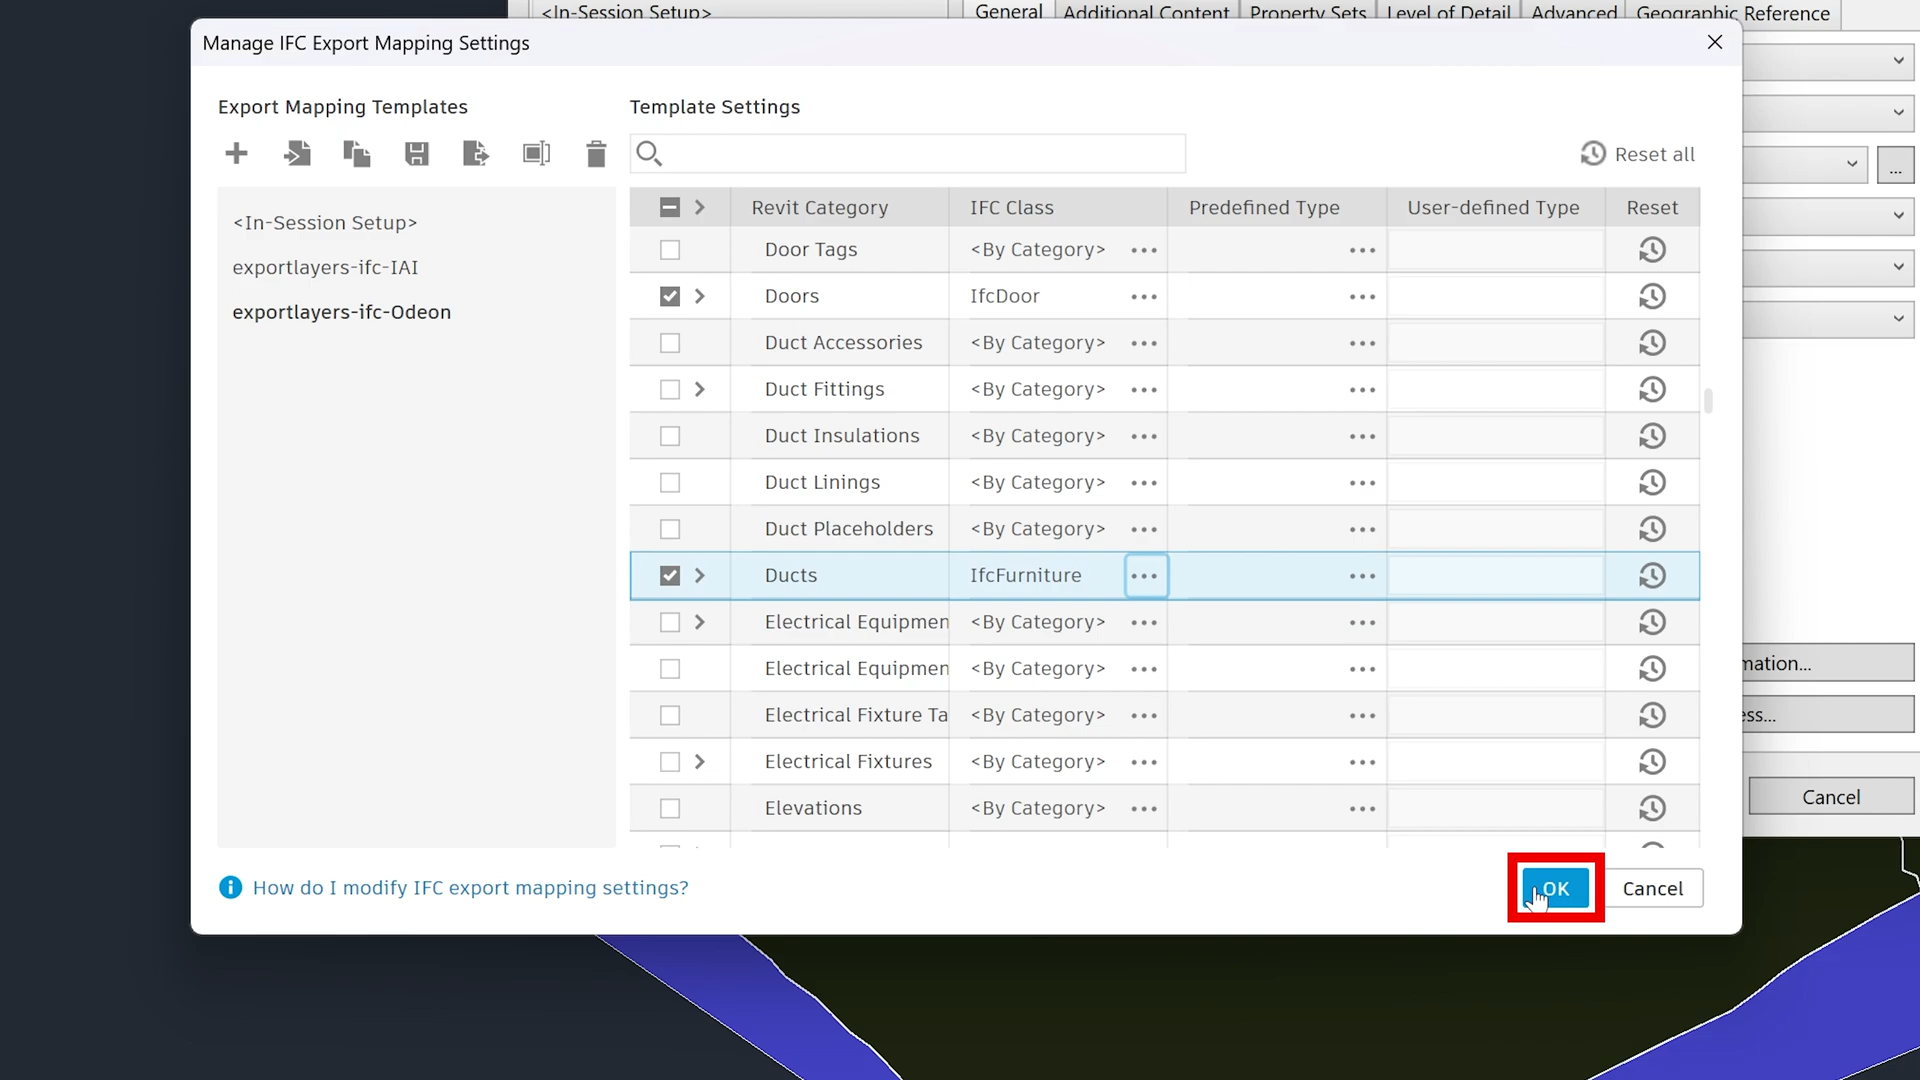 <In-Session Setup>
General Additional Content Property Sets Level of Detail Advanced Geographic Reference
Manage IFC Export Mapping Settings
Export Mapping Templates
<In-Session Setup>
exportlayers-ifc-IAI
exportlayers-ifc-Odeon
Template Settings
Reset all
Revit Category IFC Class Predefined Type User-defined Type Reset
Door Tags <By Category> ...
Doors IfcDoor ...
Duct Accessories <By Category> ...
Duct Fittings <By Category> ...
Duct Insulations <By Category> ...
Duct Linings <By Category> ...
Duct Placeholders <By Category> ...
Ducts IfcFurniture ...
Electrical Equipmen <By Category> ...
Electrical Equipmen <By Category> ...
Electrical Fixture Ta <By Category> ...
Electrical Fixtures <By Category> ...
Elevations <By Category> ...
How do I modify IFC export mapping settings?
OK Cancel
...
mation...
ess...
Cancel